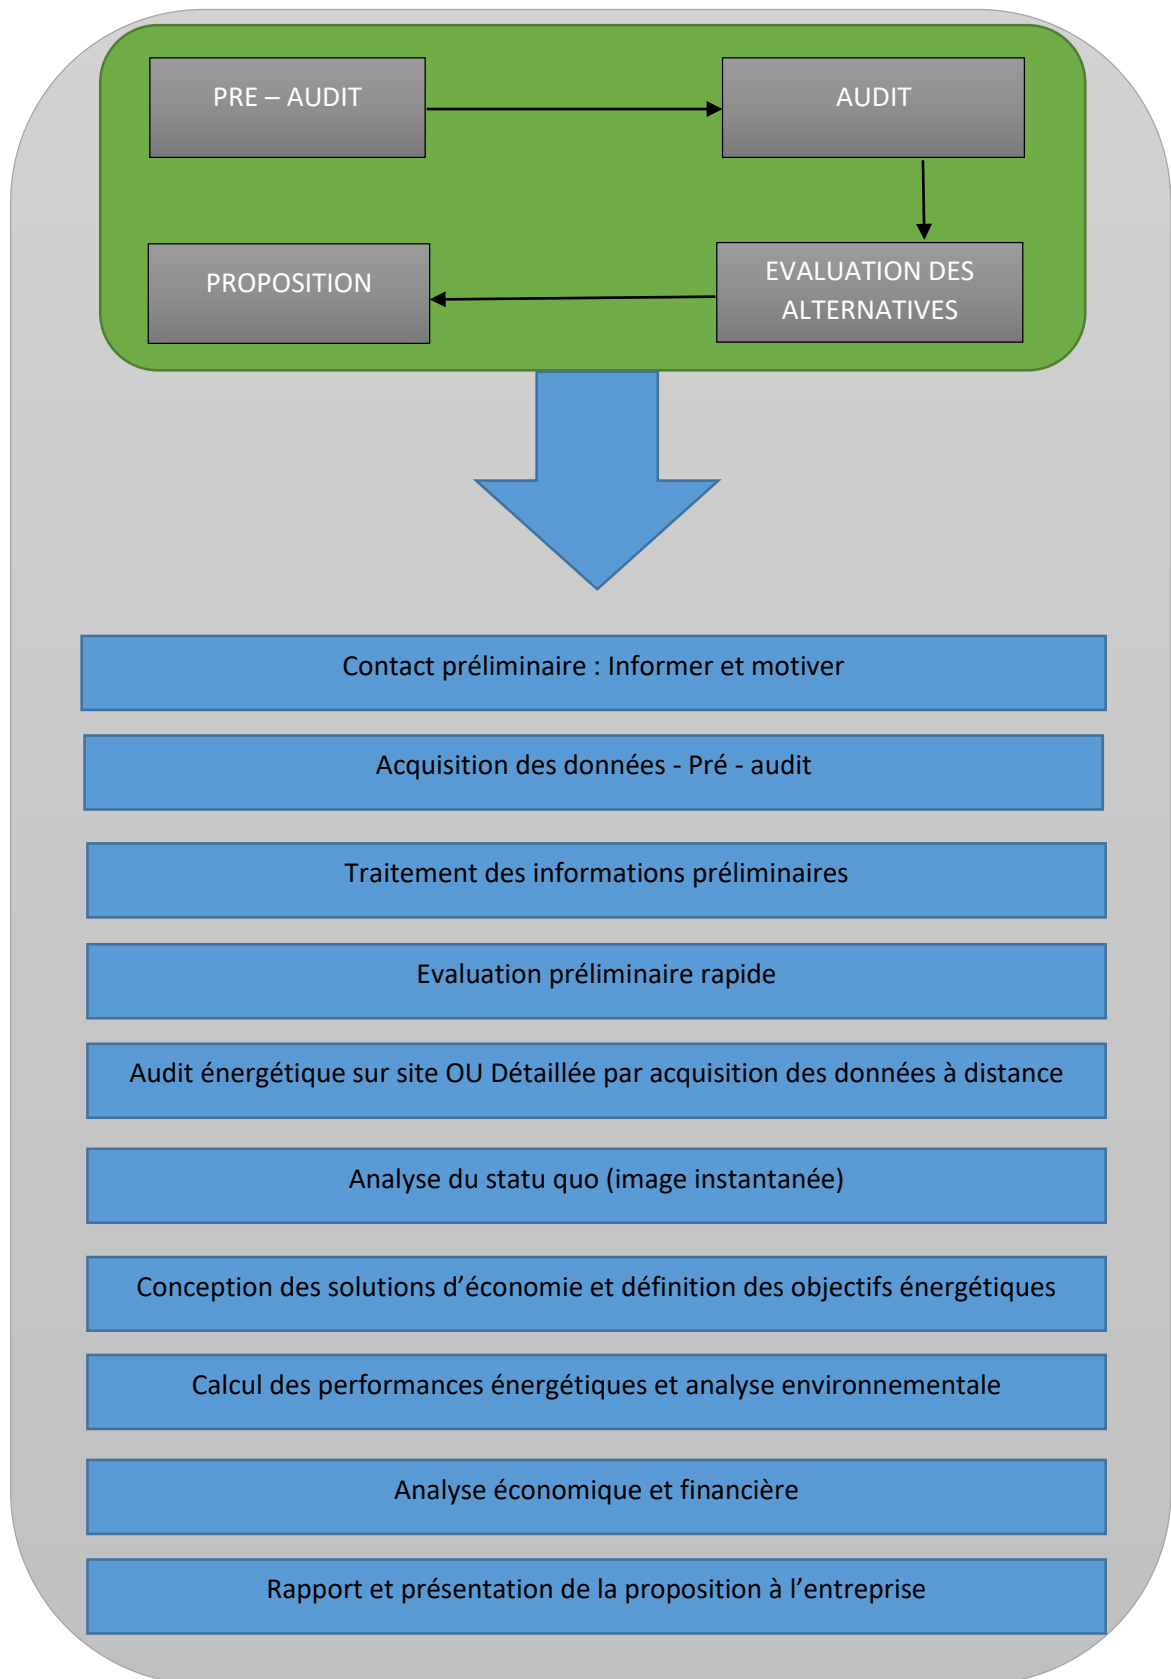 PRE – AUDIT
AUDIT
PROPOSITION
EVALUATION DES
ALTERNATIVES
Contact préliminaire : Informer et motiver
Acquisition des données - Pré - audit
Traitement des informations préliminaires
Evaluation préliminaire rapide
Audit énergétique sur site OU Détaillée par acquisition des données à distance
Analyse du statu quo (image instantanée)
Conception des solutions d’économie et définition des objectifs énergétiques
Calcul des performances énergétiques et analyse environnementale
Analyse économique et financière
Rapport et présentation de la proposition à l’entreprise